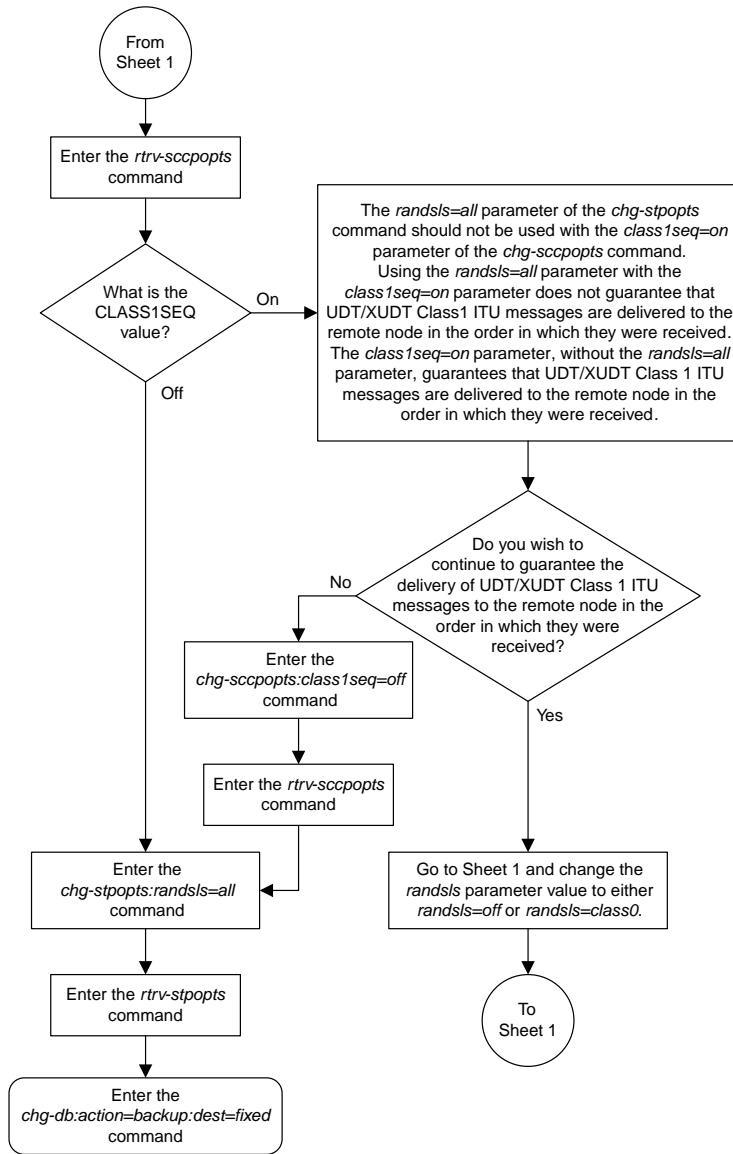 From
Sheet 1
Enter the rtrv-sccpopts
command
The randsls=all parameter of the chg-stpopts
command should not be used with the class1seq=on
parameter of the chg-sccpopts command.
Using the randsls=all parameter with the
class1seq=on parameter does not guarantee that
UDT/XUDT Class1 ITU messages are delivered to the
remote node in the order in which they were received.
The class1seq=on parameter, without the randsls=all
parameter, guarantees that UDT/XUDT Class 1 ITU
messages are delivered to the remote node in the
order in which they were received.
What is the
CLASS1SEQ
value?
On
Off
Do you wish to
continue to guarantee the
delivery of UDT/XUDT Class 1 ITU
messages to the remote node in the
order in which they were
received?
No
Yes
Enter the
chg-sccpopts:class1seq=off
command
Enter the rtrv-sccpopts
command
Enter the
chg-stpopts:randsls=all
command
Go to Sheet 1 and change the
randsls parameter value to either
randsls=off or randsls=class0.
Enter the rtrv-stpopts
command
To
Sheet 1
Enter the
chg-db:action=backup:dest=fixed
command